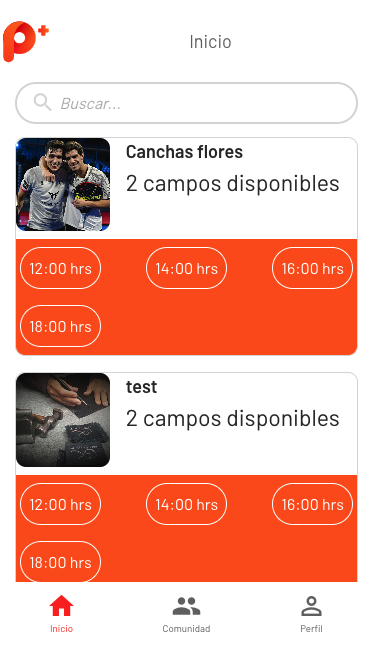 Inicio
Buscar...
Canchas flores
2 campos disponibles
12:00 hrs 14:00 hrs 16:00 hrs
18:00 hrs
test
2 campos disponibles
12:00 hrs 14:00 hrs 16:00 hrs
18:00 hrs
Inicio Comunidad Perfil